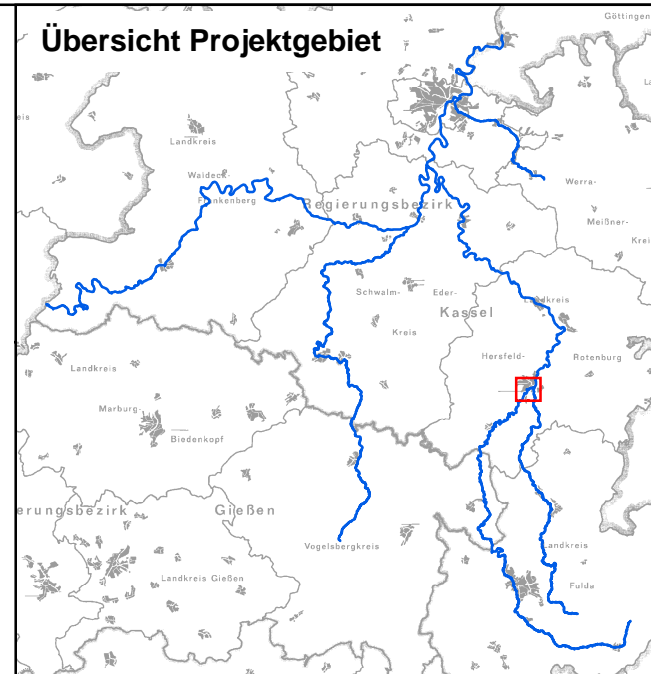 Übersicht Projektgebiet
Göttingen
Landkreis
Waldeck-
Frankenberg
Regierungsbezirk
Werra-
Meißner-
Kreis
Schwalm- Eder-
Kreis
Kassel
Landkreis
Hersfeld-
Rotenburg
Landkreis
Marburg-
Biedenkopf
erungsbezirk Gießen
Vogelsbergkreis
Landkreis Gießen
Landkreis
Fulda